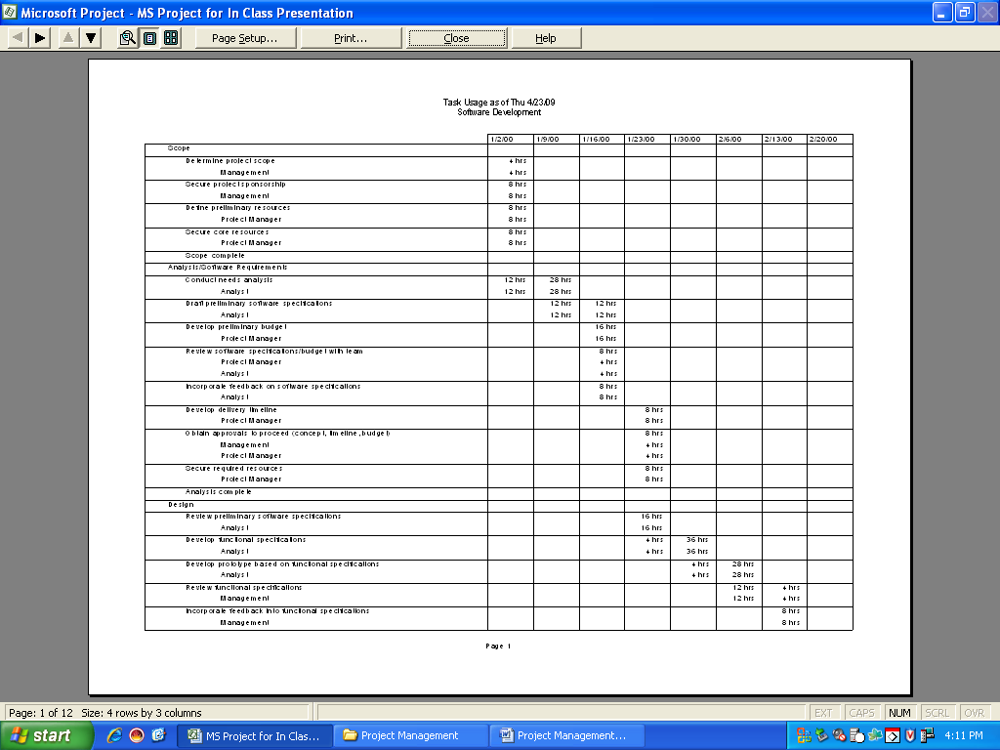 Microsoft Project - MS Project for In Class Presentation
Page Setup... Print... Close Help
Task Usage as of Thu 4/23/09
Software Development
1/2/00 1/9/00 1/16/00 1/23/00 1/30/00 2/6/00 2/13/00 2/20/00
Scope
Determine project scope 4 hrs
Management 4 hrs
Secure project sponsorship 8 hrs
Management 8 hrs
Define preliminary resources 8 hrs
Project Manager 8 hrs
Secure core resources 8 hrs
Project Manager 8 hrs
Scope complete
Analysis/Software Requirements
Conduct needs analysis 12 hrs 28 hrs
Analyst 12 hrs 28 hrs
Draft preliminary software specifications 12 hrs 12 hrs
Analyst 12 hrs 12 hrs
Develop preliminary budget 16 hrs
Project Manager 16 hrs
Review software specifications/budget with team 8 hrs
Project Manager 4 hrs
Analyst 4 hrs
Incorporate feedback on software specifications 8 hrs
Analyst 8 hrs
Develop delivery timeline 8 hrs
Project Manager 8 hrs
Obtain approvals to proceed (concept, timeline, budget) 8 hrs
Management 4 hrs
Project Manager 4 hrs
Secure required resources 8 hrs
Project Manager 8 hrs
Analysis complete
Design
Review preliminary software specifications 16 hrs
Analyst 16 hrs
Develop functional specifications 4 hrs 36 hrs
Analyst 4 hrs 36 hrs
Develop prototype based on functional specifications 4 hrs 28 hrs
Analyst 4 hrs 28 hrs
Review functional specifications 12 hrs 4 hrs
Management 12 hrs 4 hrs
Incorporate feedback into functional specifications 8 hrs
Management 8 hrs
Page 1
Page: 1 of 12 Size: 4 rows by 3 columns EXT CAPS NUM SCRL OVR
start MS Project for In Clas... Project Management Project Management... 4:11 PM